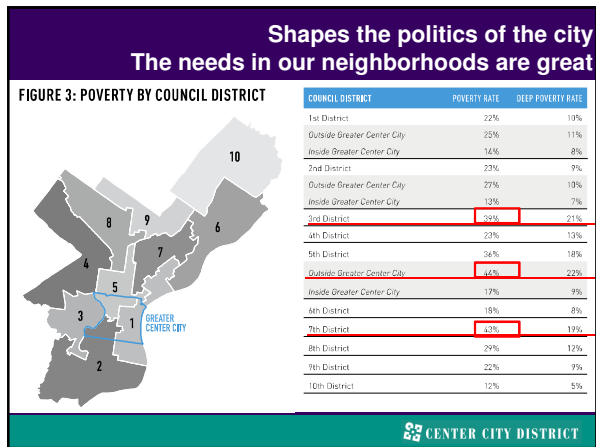 Shapes the politics of the city
The needs in our neighborhoods are great
FIGURE 3: POVERTY BY COUNCIL DISTRICT
10
9
8
6
7
4
5
3
1
2
GREATER
CENTER CITY
COUNCIL DISTRICT POVERTY RATE DEEP POVERTY RATE
1st District 22% 10%
Outside Greater Center City 25% 11%
Inside Greater Center City 14% 8%
2nd District 23% 9%
Outside Greater Center City 27% 10%
Inside Greater Center City 13% 7%
3rd District 39% 21%
4th District 23% 13%
5th District 36% 18%
Outside Greater Center City 44% 22%
Inside Greater Center City 17% 9%
6th District 18% 8%
7th District 43% 19%
8th District 29% 12%
9th District 22% 9%
10th District 12% 5%
CENTER CITY DISTRICT